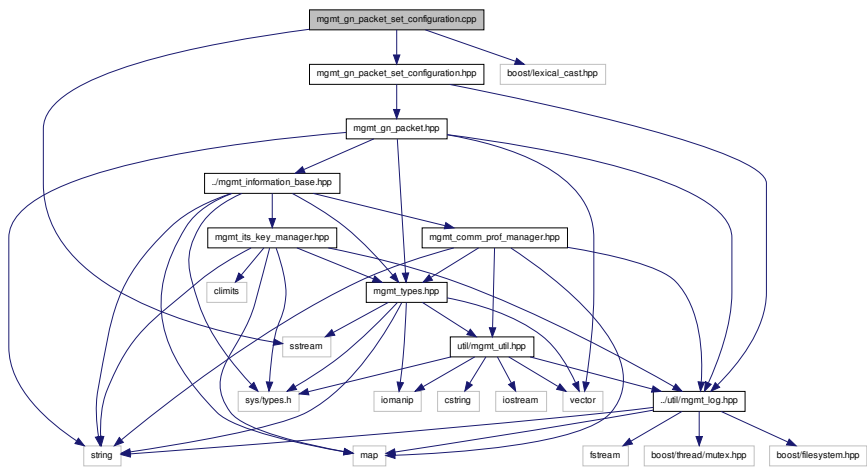 mgmt_gn_packet_set_configuration.cpp
mgmt_gn_packet_set_configuration.hpp
boost/lexical_cast.hpp
mgmt_gn_packet.hpp
../mgmt_information_base.hpp
mgmt_its_key_manager.hpp
mgmt_comm_prof_manager.hpp
climits
mgmt_types.hpp
sstream
util/mgmt_util.hpp
sys/types.h
iomanip
cstring
iostream
vector
../util/mgmt_log.hpp
string
map
fstream
boost/thread/mutex.hpp
boost/filesystem.hpp